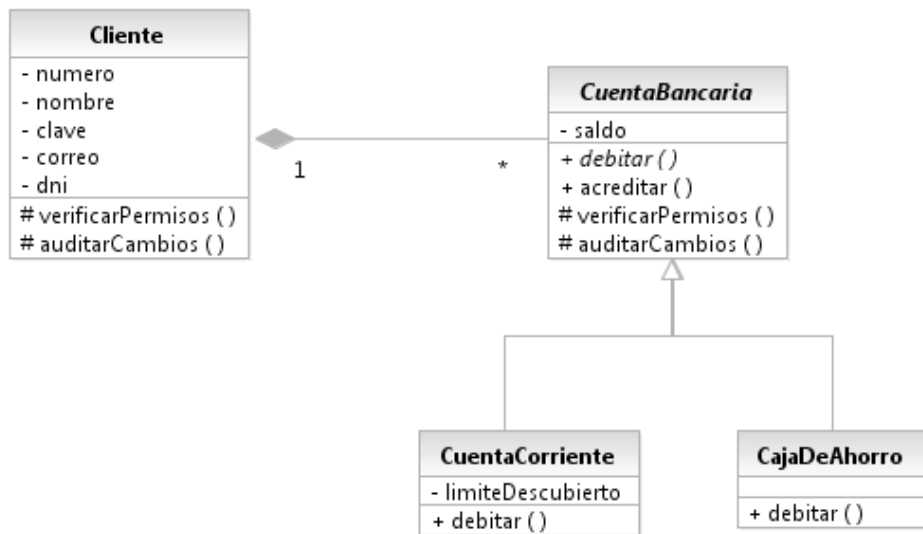 Cliente
- numero
- nombre
- clave
- correo
- dni
# verificarPermisos ( )
# auditarCambios ( )
1
*
CuentaBancaria
- saldo
+ debitar ( )
+ acreditar ( )
# verificarPermisos ( )
# auditarCambios ( )
CuentaCorriente
- limiteDescubierto
+ debitar ( )
CajaDeAhorro
+ debitar ( )